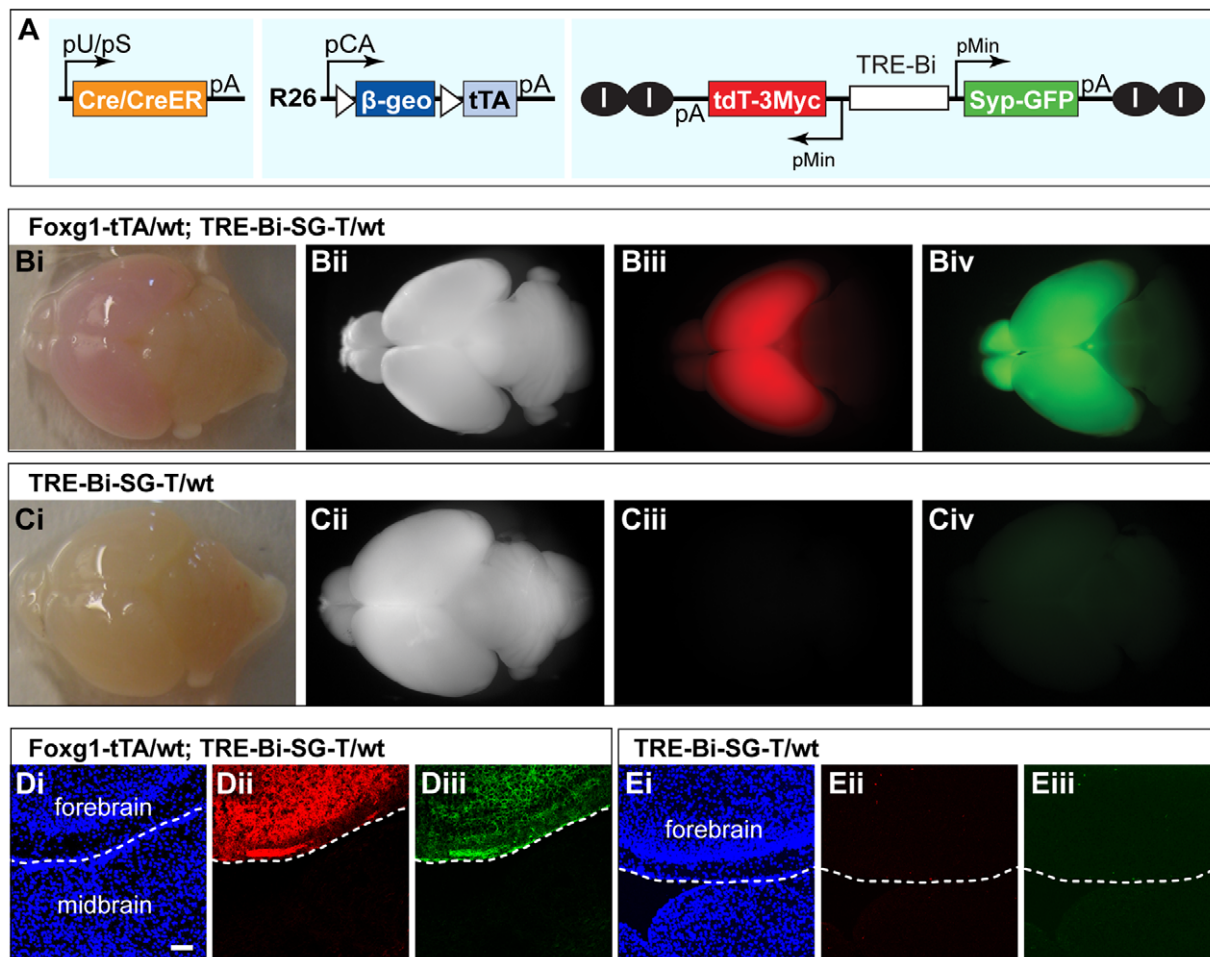 A
pU/pS
Cre/CreER
pA
pCA
R26
β-geo
tTA
pA
TRE-Bi
pMin
I
I
pA
tdT-3Myc
pMin
Syp-GFP
pA
I
I
Foxg1-tTA/wt; TRE-Bi-SG-T/wt
Bi
Bii
Biii
Biv
TRE-Bi-SG-T/wt
Ci
Cii
Ciii
Civ
Foxg1-tTA/wt; TRE-Bi-SG-T/wt
Di
forebrain
midbrain
Dii
Diii
TRE-Bi-SG-T/wt
Ei
forebrain
Eii
Eiii